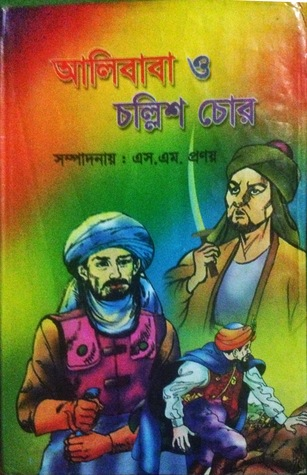 আলিবাবা ও
চল্লিশ চোর
সম্পাদনায় : এস,এম, প্রণয়